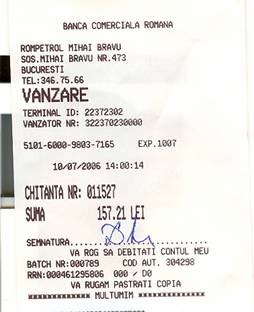 BANCA COMERCIALA ROMANA
ROMPETROL MIHAI BRAVU
SOS.MIHAI BRAVU NR.473
BUCURESTI
TEL:346.75.66
VANZARE
TERMINAL ID: 22372302
VANZATOR NR: 322370230000
5101-6000-9803-7165 EXP.1007
10/07/2006 14:00:14
CHITANTA NR: 011527
SUMA 157.21 LEI
SEMNATURA
VA ROG SA DEBITATI CONTUL MEU
BATCH NR:000789 COD AUT. 304298
RRN:000461295806 000 / D0
VA RUGAM PASTRATI COPIA
************ MULTUMIM ************